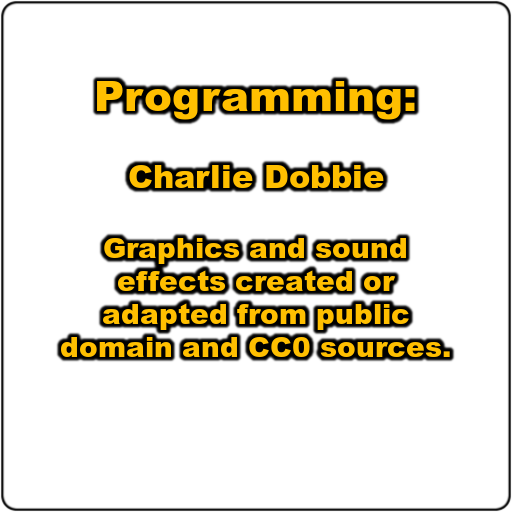 Programming:
Charlie Dobbie
Graphics and sound
effects created or
adapted from public
domain and CC0 sources.